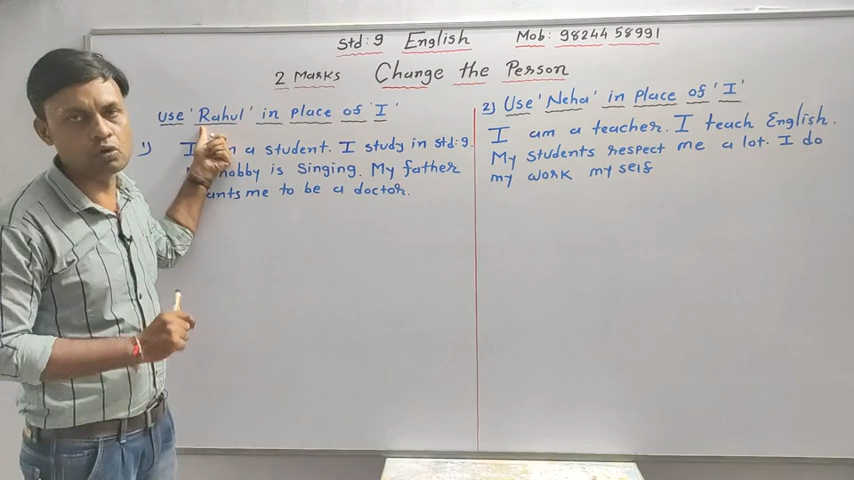 Std: 9 English Mob: 98244 58991
2 Marks Change the Person
Use 'Rahul' in place of 'I'
1) I a student. I study in std: 9.
hobby is singing. My father
me to be a doctor.
2) Use 'Neha' in place of 'I'
I am a teacher. I teach English.
My students respect me a lot. I do
my work my self